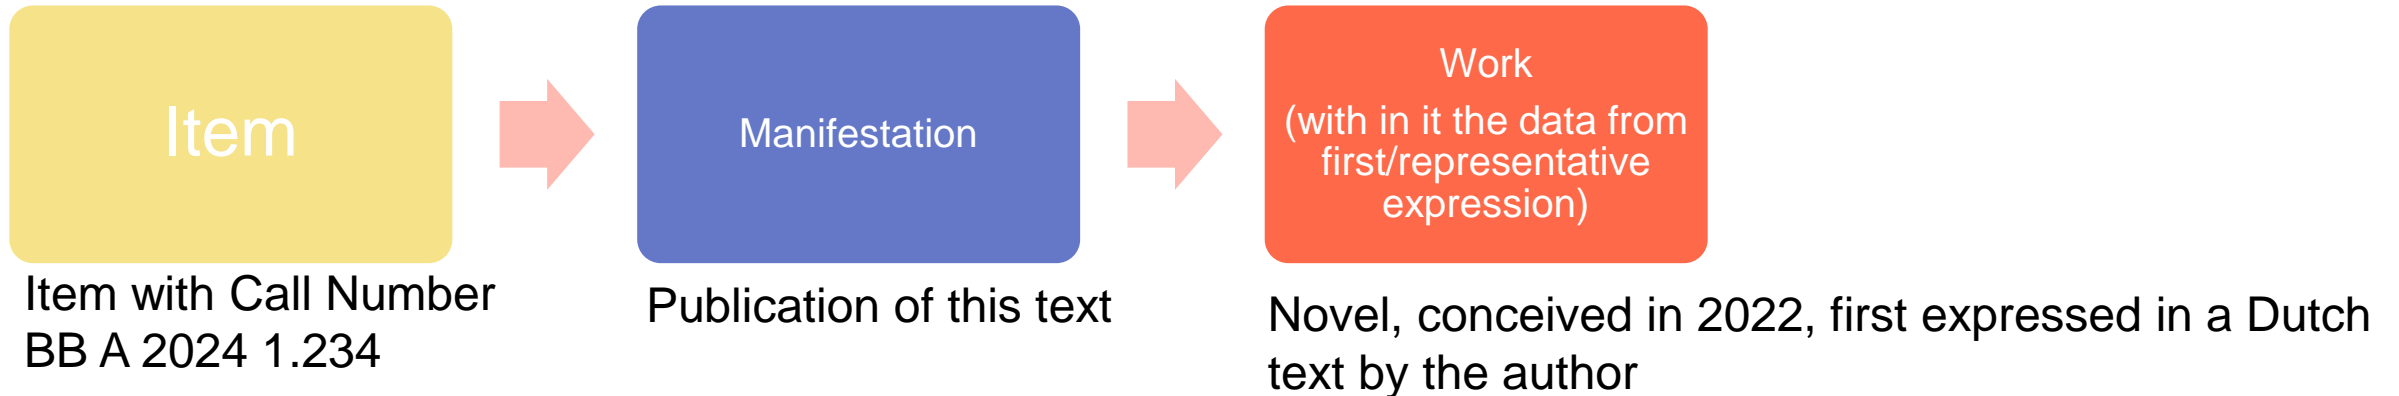 Item
Manifestation
Work
(with in it the data from
first/representative
expression)
Item with Call Number
BB A 2024 1.234
Publication of this text
Novel, conceived in 2022, first expressed in a Dutch
text by the author